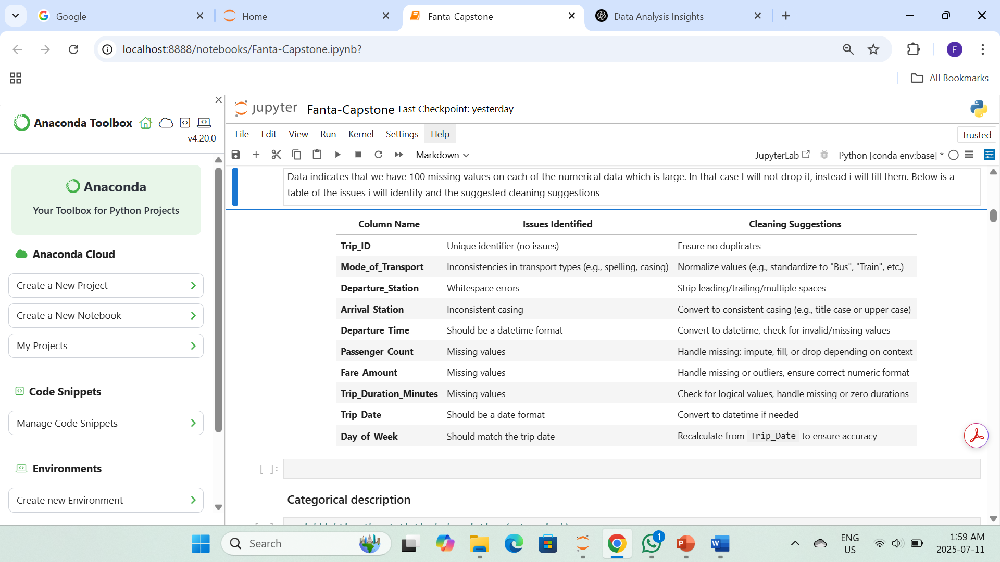 Google
Home
Fanta-Capstone
Data Analysis Insights
localhost:8888/notebooks/Fanta-Capstone.ipynb?
F
All Bookmarks
Anaconda Toolbox
v4.20.0
Anaconda
Your Toolbox for Python Projects
Anaconda Cloud
Create a New Project
Create a New Notebook
My Projects
Code Snippets
Manage Code Snippets
Environments
Create new Environment
jupyter Fanta-Capstone Last Checkpoint: yesterday
File Edit View Run Kernel Settings Help
Trusted
Markdown
JupyterLab
Python [conda env:base] *
Data indicates that we have 100 missing values on each of the numerical data which is large. In that case I will not drop it, instead i will fill them. Below is a
table of the issues i will identify and the suggested cleaning suggestions
Column Name Issues Identified Cleaning Suggestions
Trip_ID Unique identifier (no issues) Ensure no duplicates
Mode_of_Transport Inconsistencies in transport types (e.g., spelling, casing) Normalize values (e.g., standardize to "Bus", "Train", etc.)
Departure_Station Whitespace errors Strip leading/trailing/multiple spaces
Arrival_Station Inconsistent casing Convert to consistent casing (e.g., title case or upper case)
Departure_Time Should be a datetime format Convert to datetime, check for invalid/missing values
Passenger_Count Missing values Handle missing: impute, fill, or drop depending on context
Fare_Amount Missing values Handle missing or outliers, ensure correct numeric format
Trip_Duration_Minutes Missing values Check for logical values, handle missing or zero durations
Trip_Date Should be a date format Convert to datetime if needed
Day_of_Week Should match the trip date Recalculate from Trip_Date to ensure accuracy
[ ]:
Categorical description
Search
1
ENG
US
1:59 AM
2025-07-11